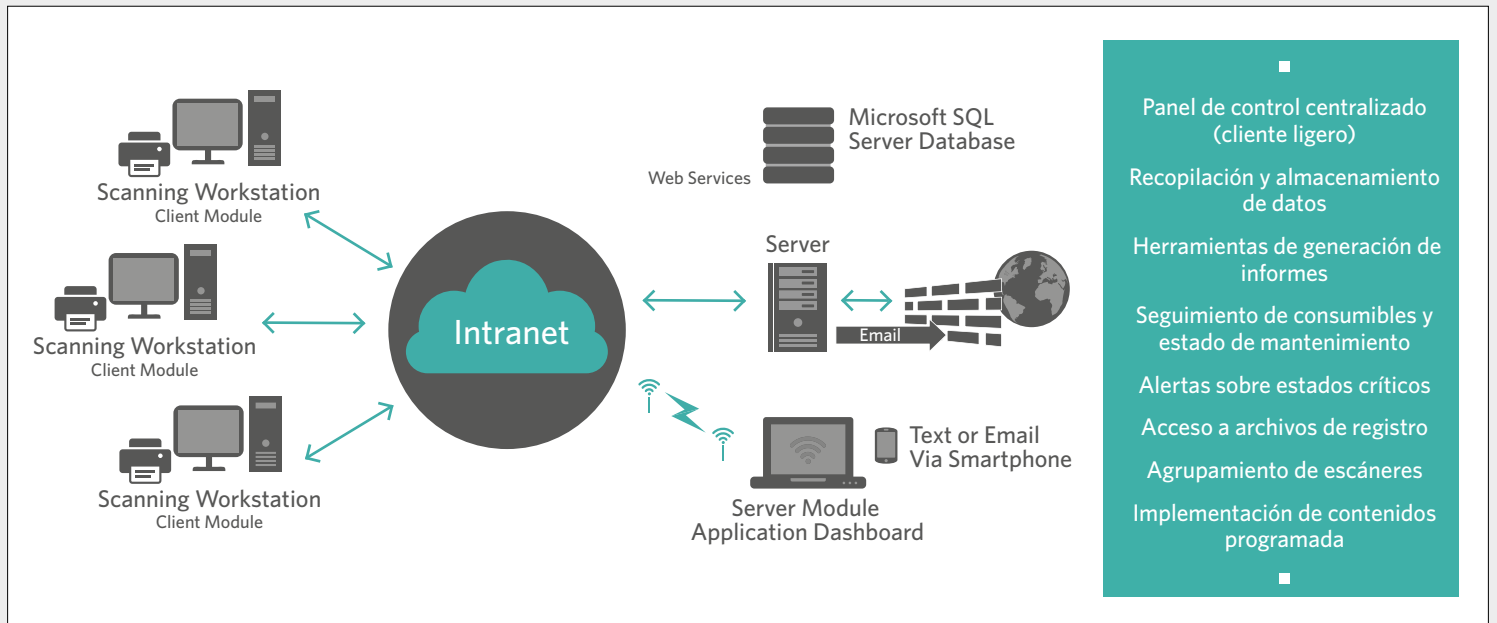 Scanning Workstation
Client Module
Scanning Workstation
Client Module
Scanning Workstation
Client Module
Intranet
Microsoft SQL
Server Database
Web Services
Server
Email
Text or Email
Via Smartphone
Server Module
Application Dashboard
Panel de control centralizado
(cliente ligero)
Recopilación y almacenamiento
de datos
Herramientas de generación de
informes
Seguimiento de consumibles y
estado de mantenimiento
Alertas sobre estados críticos
Acceso a archivos de registro
Agrupamiento de escáneres
Implementación de contenidos
programada